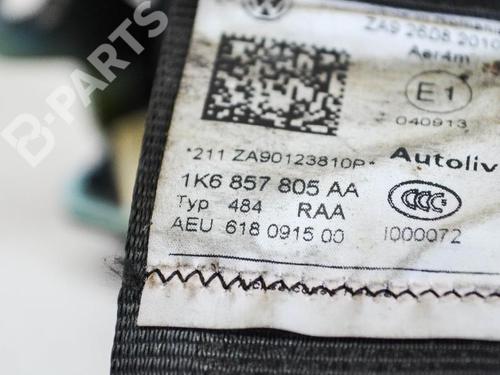 ZA9 2608 2010
Aer4m
E1
040913
*211 ZA90123810P*
Autoliv
1K6 857 805 AA
Typ 484 RAA
CCC S
AEU 618 0915 00
I000072
B-PARTS